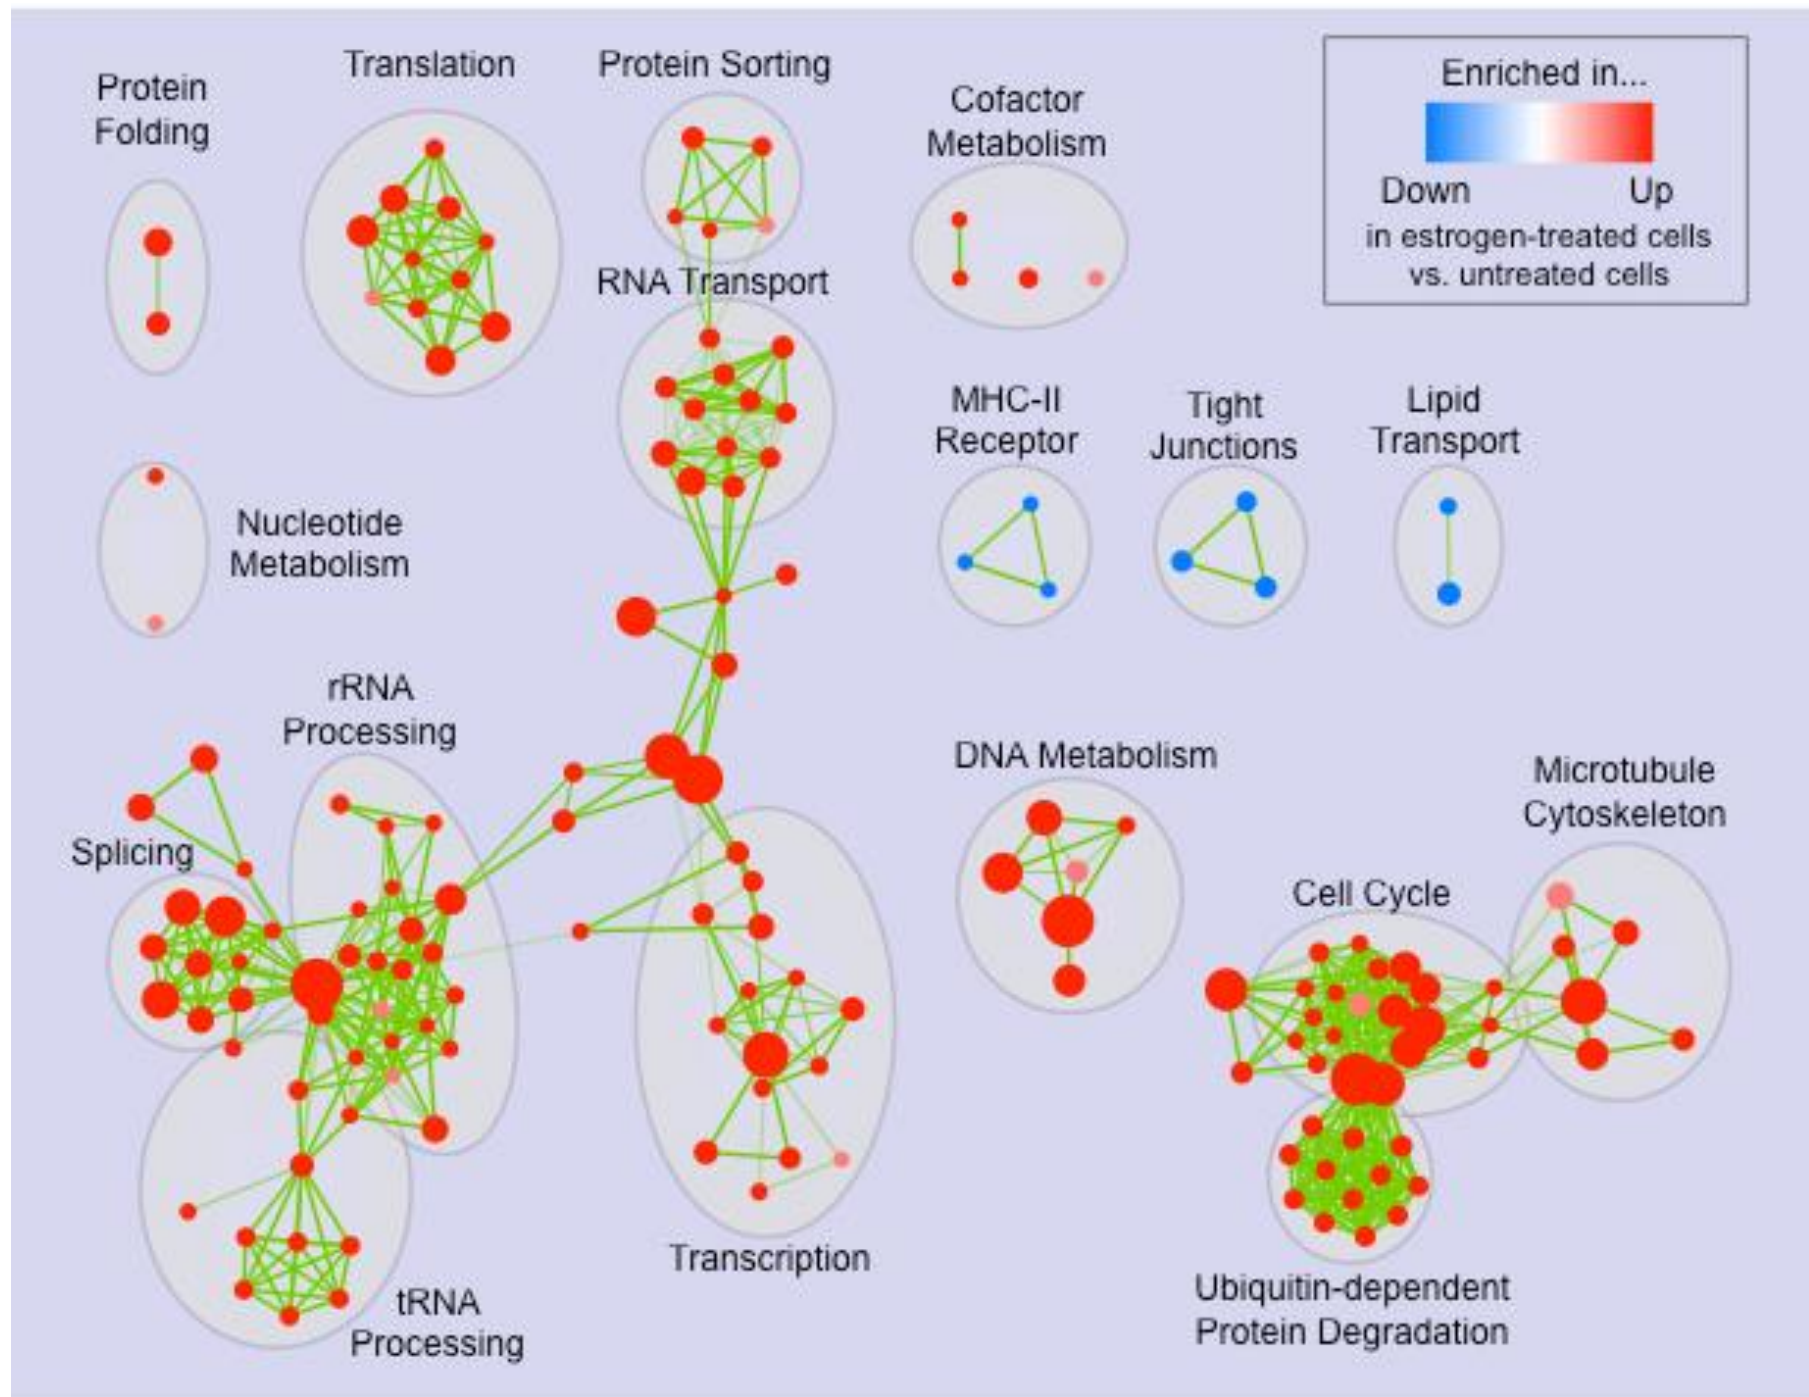 Protein
Folding
Translation
Protein Sorting
Cofactor
Metabolism
Enriched in...
Down
Up
in estrogen-treated cells
vs. untreated cells
RNA Transport
MHC-II
Receptor
Tight
Junctions
Lipid
Transport
Nucleotide
Metabolism
rRNA
Processing
Splicing
DNA Metabolism
Microtubule
Cytoskeleton
Cell Cycle
Transcription
tRNA
Processing
Ubiquitin-dependent
Protein Degradation